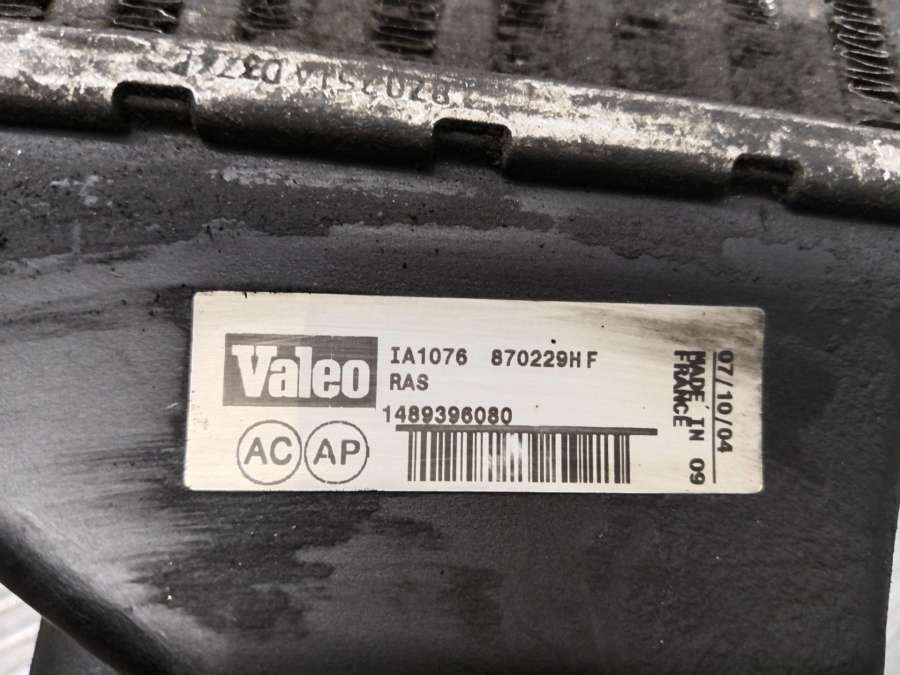 Valeo
IA1076 870229HF
RAS
1489396080
AC AP
07/10/04
MADE IN 09
FRANCE